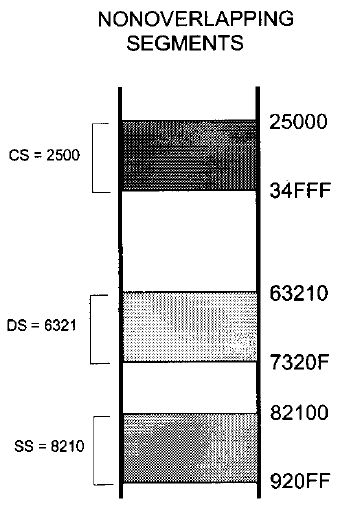 NONOVERLAPPING
SEGMENTS
25000
CS = 2500
34FFF
63210
DS = 6321
7320F
82100
SS = 8210
920FF